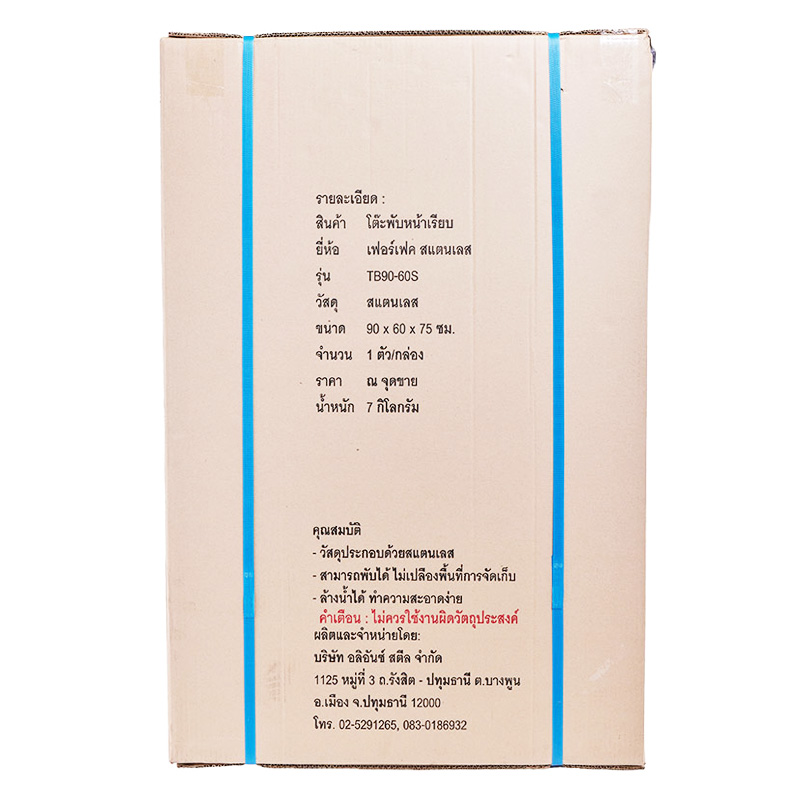 รายละเอียด :
สินค้า โต๊ะพับหน้าเรียบ
ยี่ห้อ เฟอร์เฟค สแตนเลส
รุ่น TB90-60S
วัสดุ สแตนเลส
ขนาด 90 x 60 x 75 ซม.
จำนวน 1 ตัว/กล่อง
ราคา ณ จุดขาย
น้ำหนัก 7 กิโลกรัม
คุณสมบัติ
- วัสดุประกอบด้วยสแตนเลส
- สามารถพับได้ ไม่เปลืองพื้นที่การจัดเก็บ
- ล้างน้ำได้ ทำความสะอาดง่าย
คำเตือน : ไม่ควรใช้งานผิดวัตถุประสงค์
ผลิตและจำหน่ายโดย:
บริษัท อลิอันซ์ สตีล จำกัด
1125 หมู่ที่ 3 ถ.รังสิต - ปทุมธานี ต.บางพูน
อ.เมือง จ.ปทุมธานี 12000
โทร. 02-5291265, 083-0186932